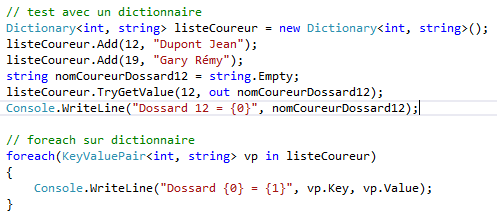 // test avec un dictionnaire
Dictionary<int, string> listeCoureur = new Dictionary<int, string>();
listeCoureur.Add(12, "Dupont Jean");
listeCoureur.Add(19, "Gary Rémy");
string nomCoureurDossard12 = string.Empty;
listeCoureur.TryGetValue(12, out nomCoureurDossard12);
Console.WriteLine("Dossard 12 = {0}", nomCoureurDossard12);
// foreach sur dictionnaire
foreach(KeyValuePair<int, string> vp in listeCoureur)
{
    Console.WriteLine("Dossard {0} = {1}", vp.Key, vp.Value);
}